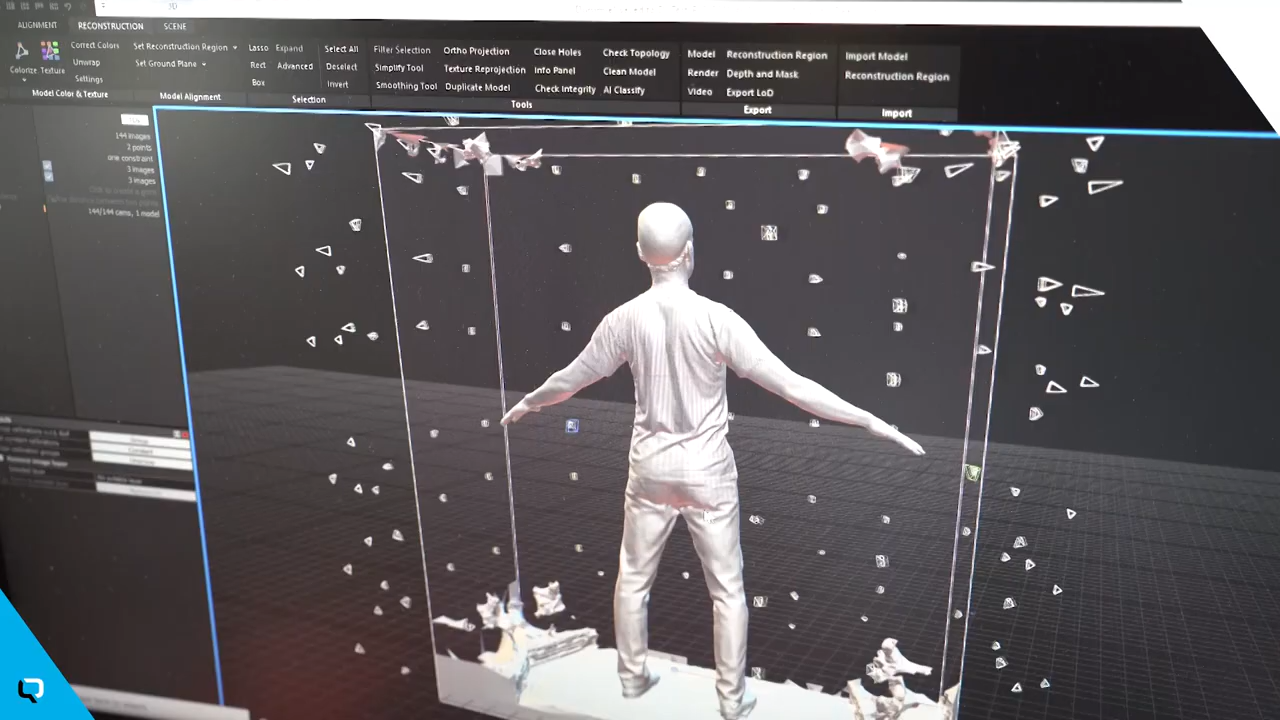 3D
ALIGNMENT RECONSTRUCTION SCENE
Colorize Texture
Correct Colors
Unwrap
Settings
Model Color & Texture
Set Reconstruction Region
Set Ground Plane
Model Alignment
Lasso Expand Select All
Rect Advanced Deselect
Box Invert
Selection
Filter Selection Ortho Projection Close Holes Check Topology
Simplify Tool Texture Reprojection Info Panel Clean Model
Smoothing Tool Duplicate Model Check Integrity AI Classify
Tools
Model Reconstruction Region
Render Depth and Mask
Video Export LoD
Export
Import Model
Reconstruction Region
Import
144 images
2 points
one constraint
3 images
3 images
144/144 cams, 1 model